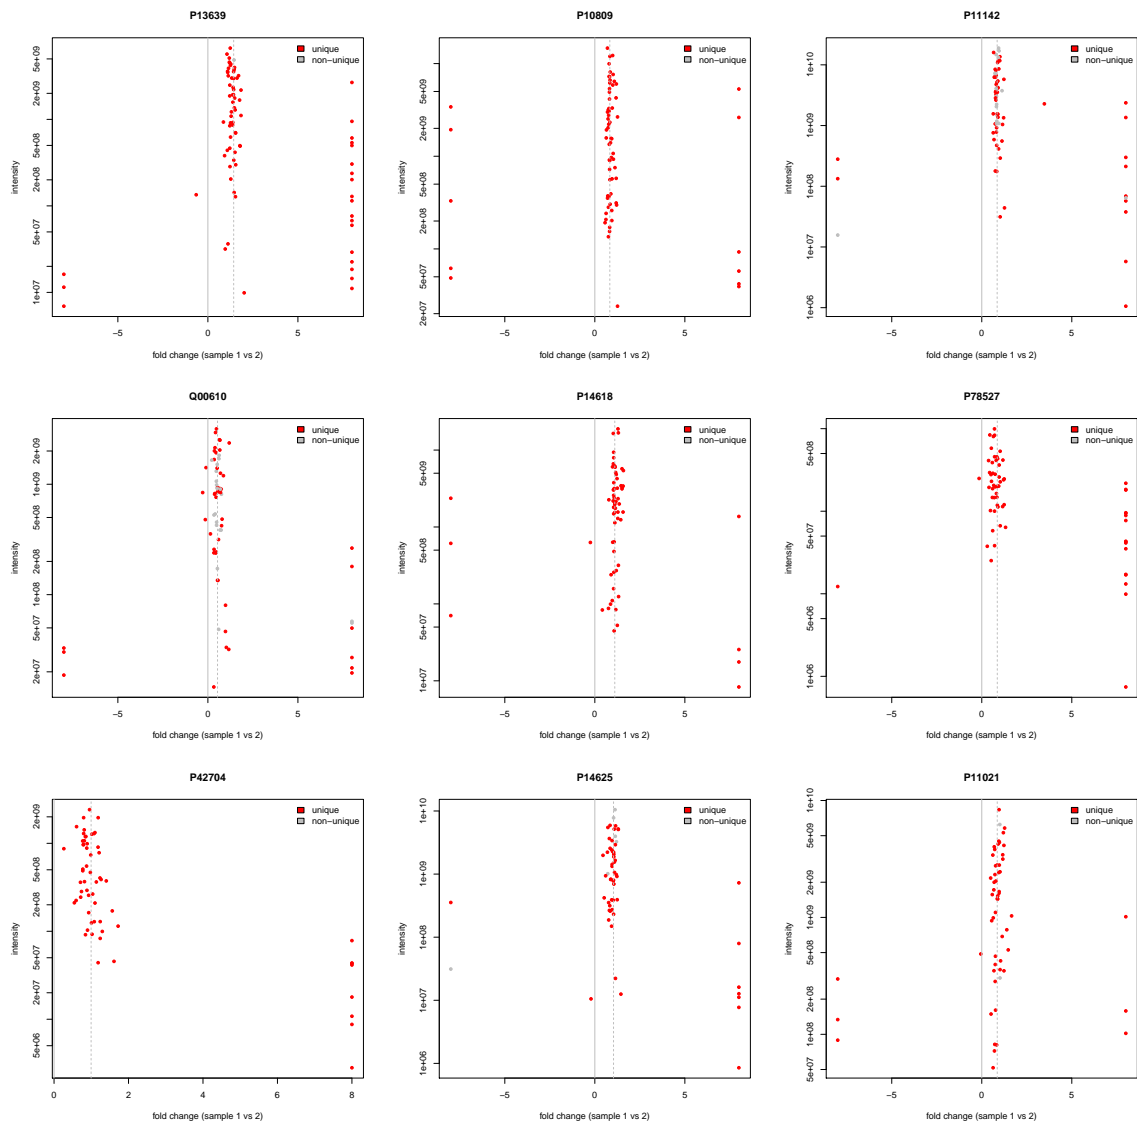 P13639
unique
non−unique
intensity
5e+09
2e+09
5e+08
2e+08
5e+07
1e+07
−5
0
5
fold change (sample 1 vs 2)
P10809
unique
non−unique
intensity
5e+09
2e+09
5e+08
2e+08
5e+07
2e+07
−5
0
5
fold change (sample 1 vs 2)
P11142
unique
non−unique
intensity
1e+10
1e+09
1e+08
1e+07
1e+06
−5
0
5
fold change (sample 1 vs 2)
Q00610
unique
non−unique
intensity
2e+09
1e+09
5e+08
2e+08
1e+08
5e+07
2e+07
−5
0
5
fold change (sample 1 vs 2)
P14618
unique
non−unique
intensity
5e+09
5e+08
5e+07
1e+07
−5
0
5
fold change (sample 1 vs 2)
P78527
unique
non−unique
intensity
5e+08
5e+07
5e+06
1e+06
−5
0
5
fold change (sample 1 vs 2)
P42704
unique
non−unique
intensity
2e+09
5e+08
2e+08
5e+07
2e+07
5e+06
0
2
4
6
8
fold change (sample 1 vs 2)
P14625
unique
non−unique
intensity
1e+10
1e+09
1e+08
1e+07
1e+06
−5
0
5
fold change (sample 1 vs 2)
P11021
unique
non−unique
intensity
1e+10
5e+09
2e+09
1e+09
5e+08
2e+08
1e+08
5e+07
−5
0
5
fold change (sample 1 vs 2)